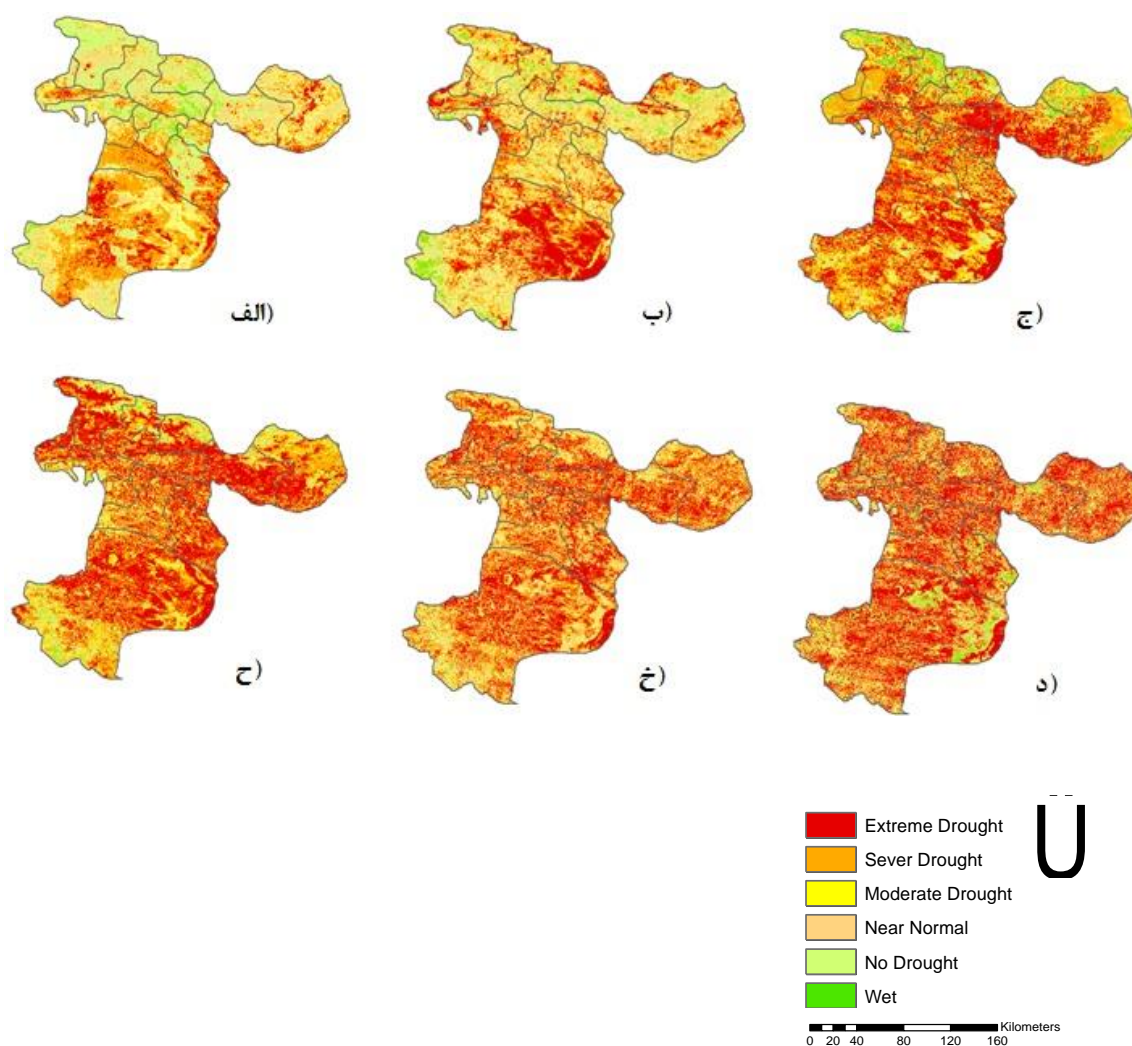 الف)
ب)
ج)
ح)
خ)
د)
Extreme Drought
Sever Drought
Moderate Drought
Near Normal
No Drought
Wet
Ü
Kilometers
0 20 40 80 120 160